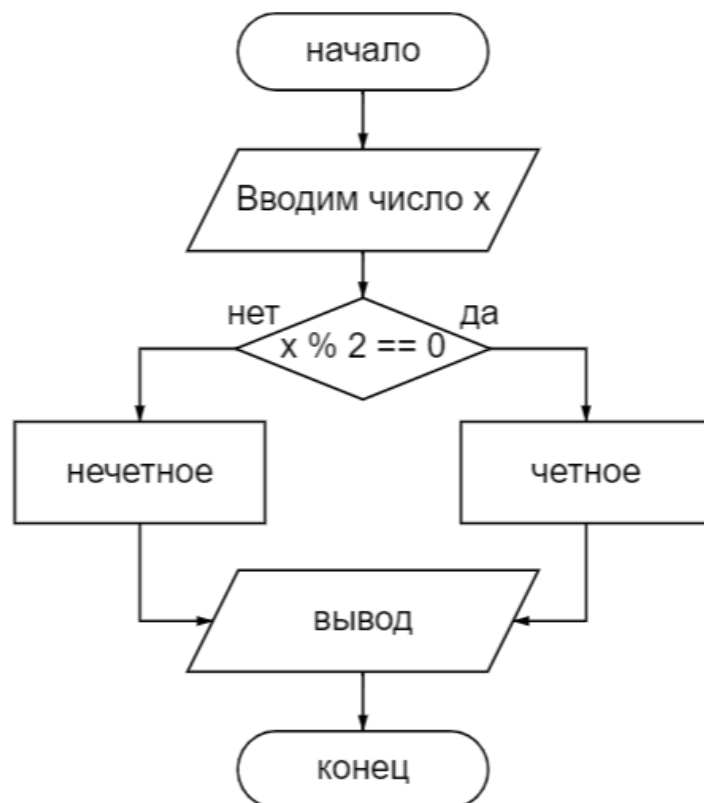 начало
Вводим число x
нет
да
x % 2 == 0
нечетное
четное
вывод
конец